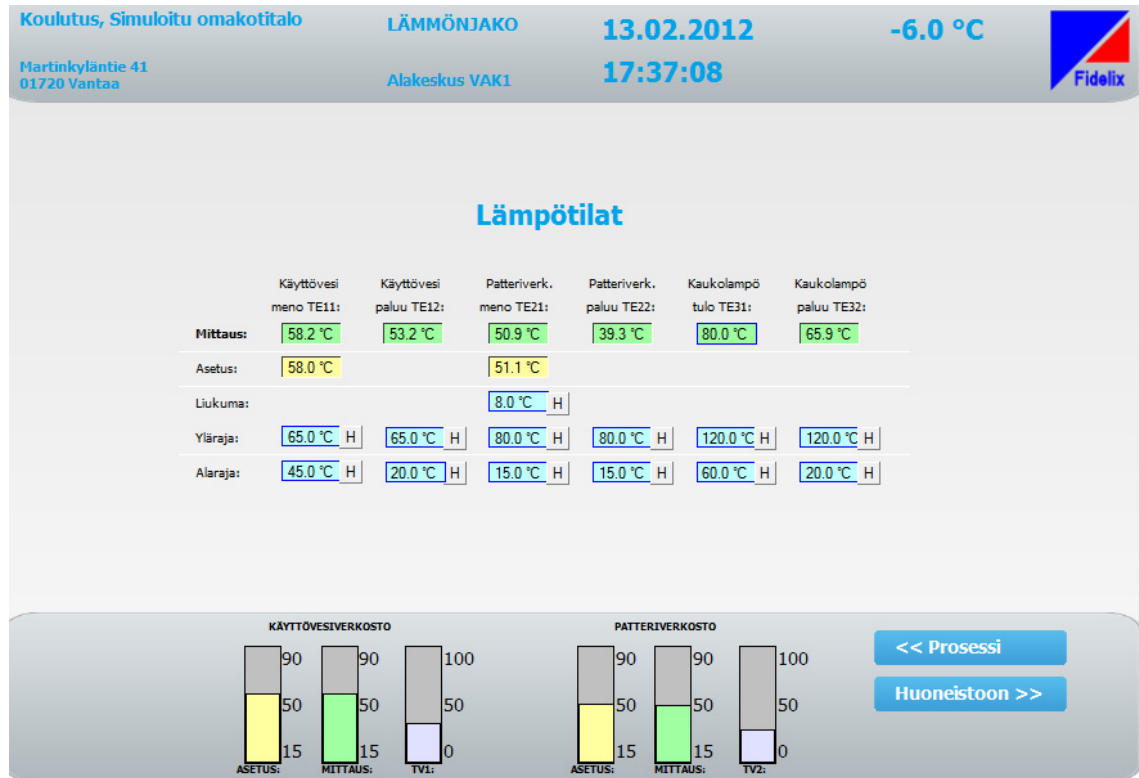 Koulutus, Simuloitu omakotitalo
Martinkyläntie 41
01720 Vantaa
LÄMMÖNJAKO
Alakeskus VAK1
13.02.2012
17:37:08
-6.0 °C
Fidelix
Lämpötilat
Käyttövesi Käyttövesi Patteriverk. Patteriverk. Kaukolampö Kaukolampö
meno TE11: paluu TE12: meno TE21: paluu TE22: tulo TE31: paluu TE32:
Mittaus: 58.2 °C 53.2 °C 50.9 °C 39.3 °C 80.0 °C 65.9 °C
Asetus: 58.0 °C 51.1 °C
Liukuma: 8.0 °C H
Yläraja: 65.0 °C H 65.0 °C H 80.0 °C H 80.0 °C H 120.0 °C H 120.0 °C H
Alaraja: 45.0 °C H 20.0 °C H 15.0 °C H 15.0 °C H 60.0 °C H 20.0 °C H
KÄYTTÖVESIVERKOSTO
90 90 100
50 50 50
15 15 0
ASETUS: MITTAUS: TV1:
PATTERIVERKOSTO
90 90 100
50 50 50
15 15 0
ASETUS: MITTAUS: TV2:
<< Prosessi
Huoneistoon >>